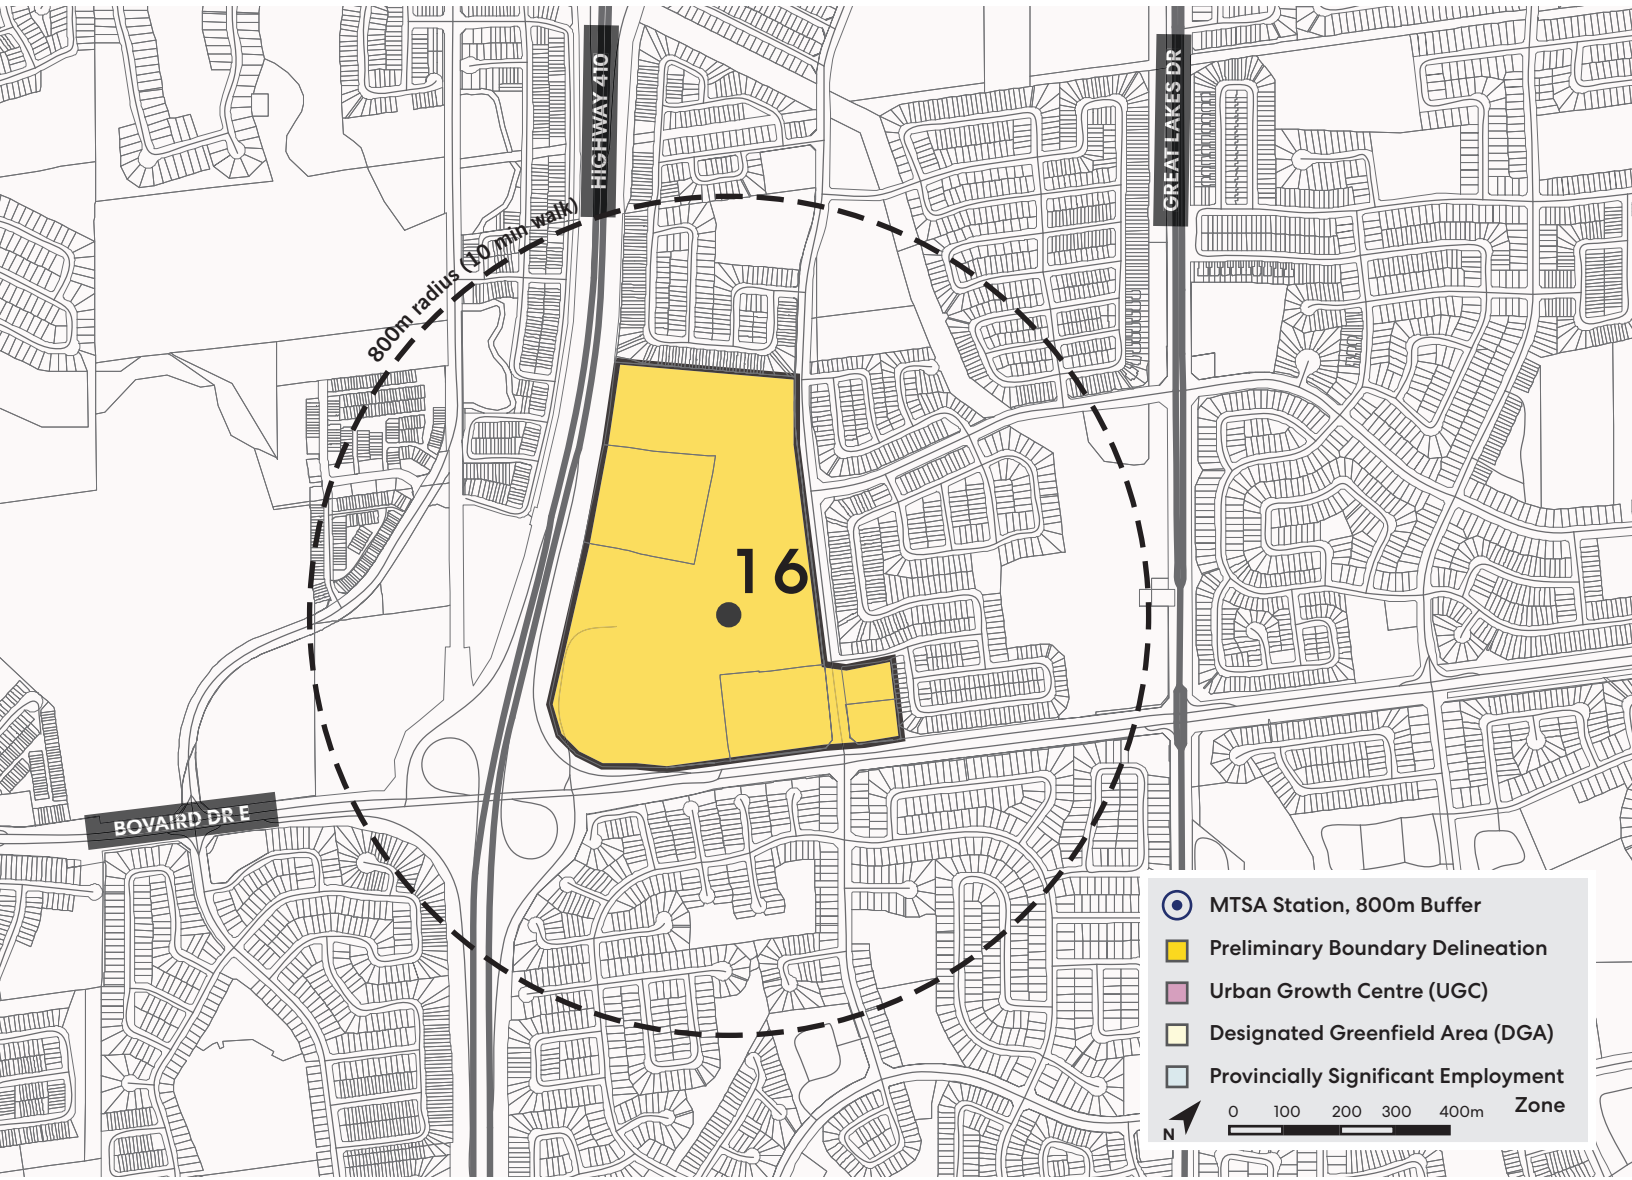 HIGHWAY 410
GREAT LAKES DR
800m radius (10 min walk)
16
BOVAIRD DR E
MTSA Station, 800m Buffer
Preliminary Boundary Delineation
Urban Growth Centre (UGC)
Designated Greenfield Area (DGA)
Provincially Significant Employment
Zone
0 100 200 300 400m
N